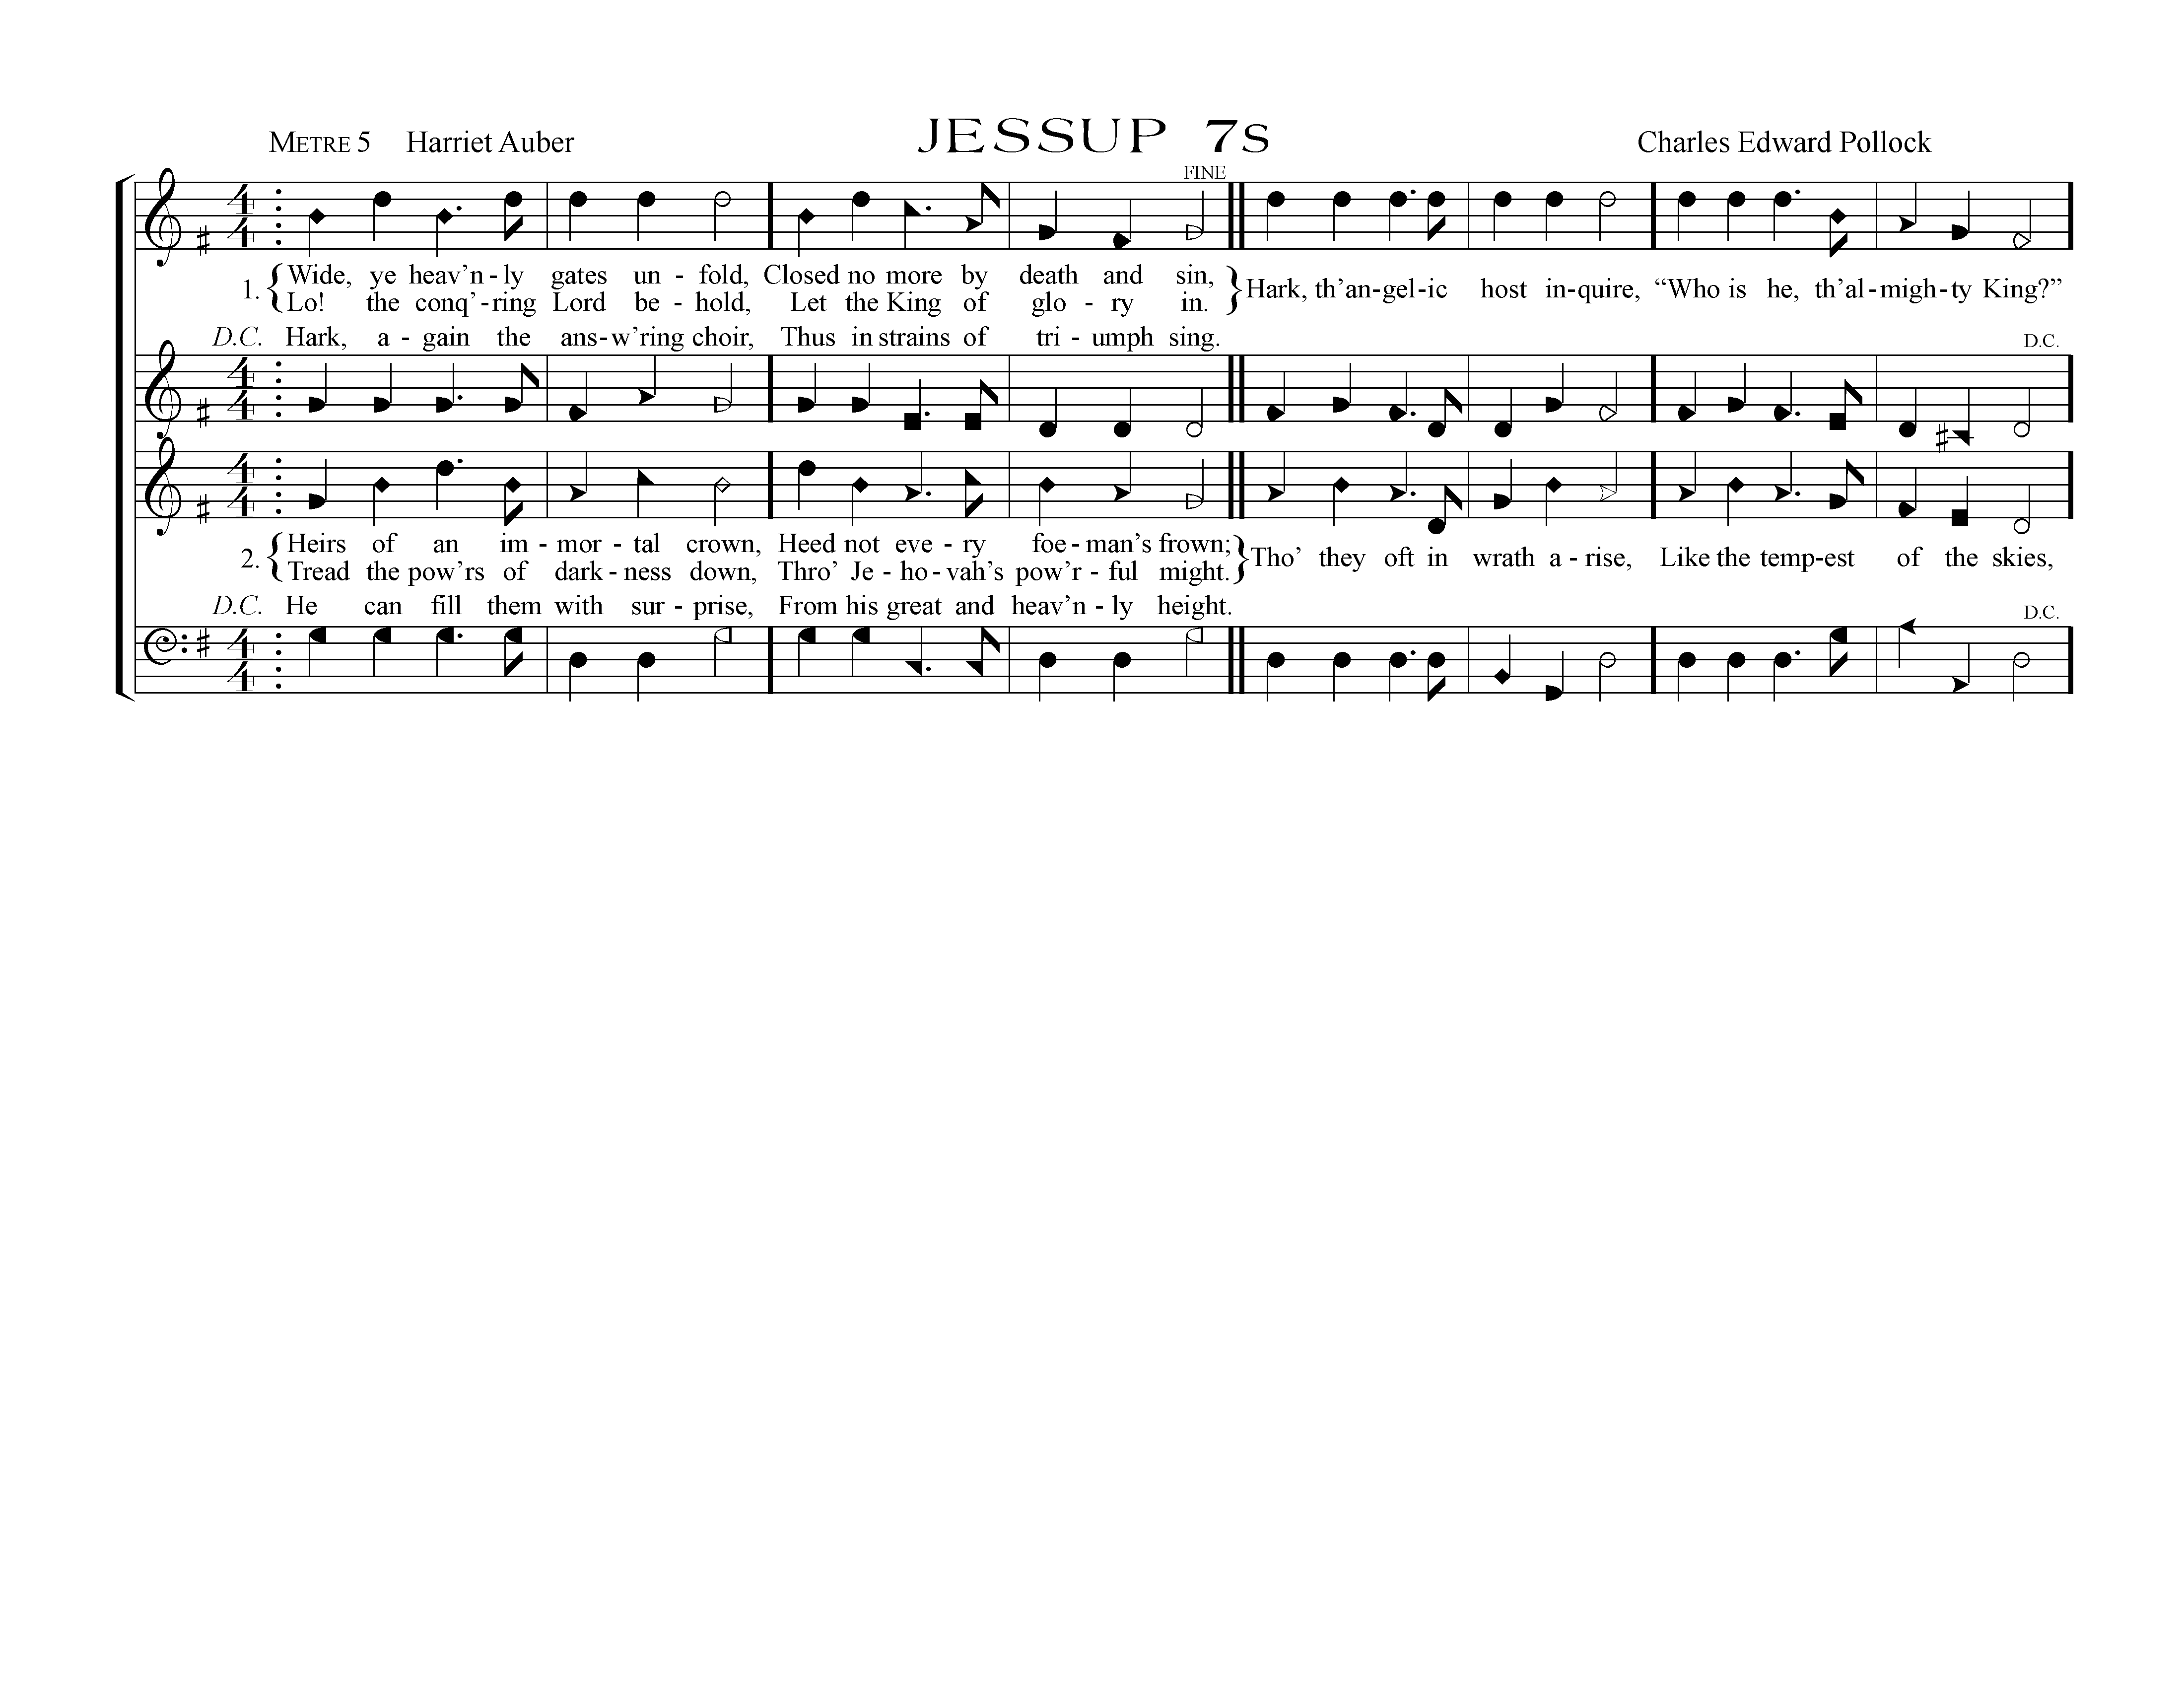 METRE 5 Harriet Auber JESSUP 7S Charles Edward Pollock
FINE
1. { Wide, ye heav’n - ly gates un - fold, Closed no more by death and sin, }
Lo! the conq’ - ring Lord be - hold, Let the King of glo - ry in.
Hark, th’an - gel - ic host in - quire, “Who is he, th’al - migh - ty King?”
D.C. Hark, a - gain the ans - w’ring choir, Thus in strains of tri - umph sing.
D.C.
2. { Heirs of an im - mor - tal crown, Heed not eve - ry foe - man’s frown; }
Tread the pow’rs of dark - ness down, Thro’ Je - ho - vah’s pow’r - ful might.
Tho’ they oft in wrath a - rise, Like the temp - est of the skies,
D.C. He can fill them with sur - prise, From his great and heav’n - ly height.
D.C.